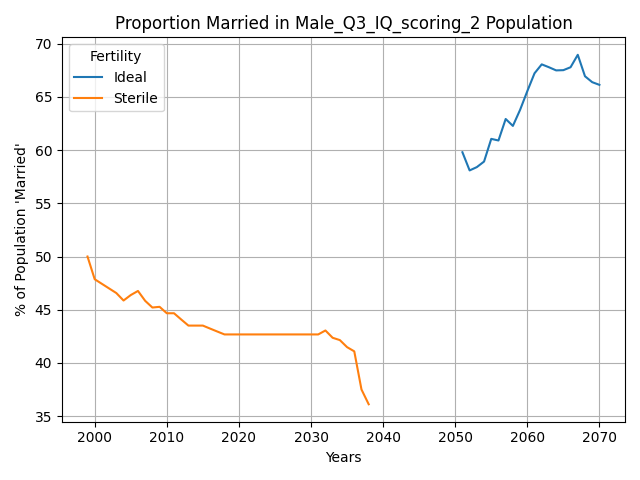 Proportion Married in Male_Q3_IQ_scoring_2 Population
Fertility
Ideal
Sterile
% of Population 'Married'
70
65
60
55
50
45
40
35
2000 2010 2020 2030 2040 2050 2060 2070
Years